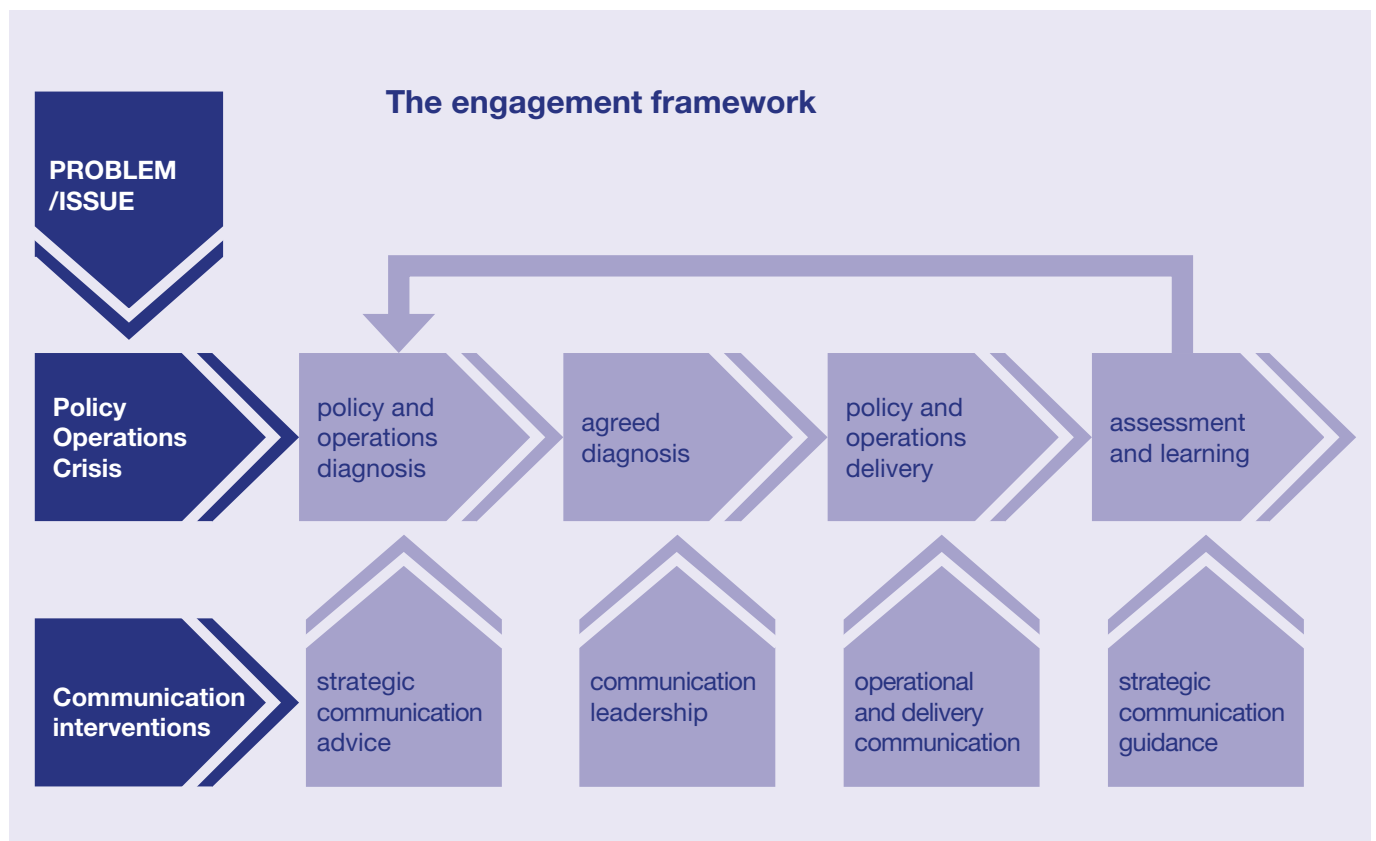 The engagement framework
PROBLEM
/ISSUE
Policy
Operations
Crisis
policy and
operations
diagnosis
agreed
diagnosis
policy and
operations
delivery
assessment
and learning
Communication
interventions
strategic
communication
advice
communication
leadership
operational
and delivery
communication
strategic
communication
guidance